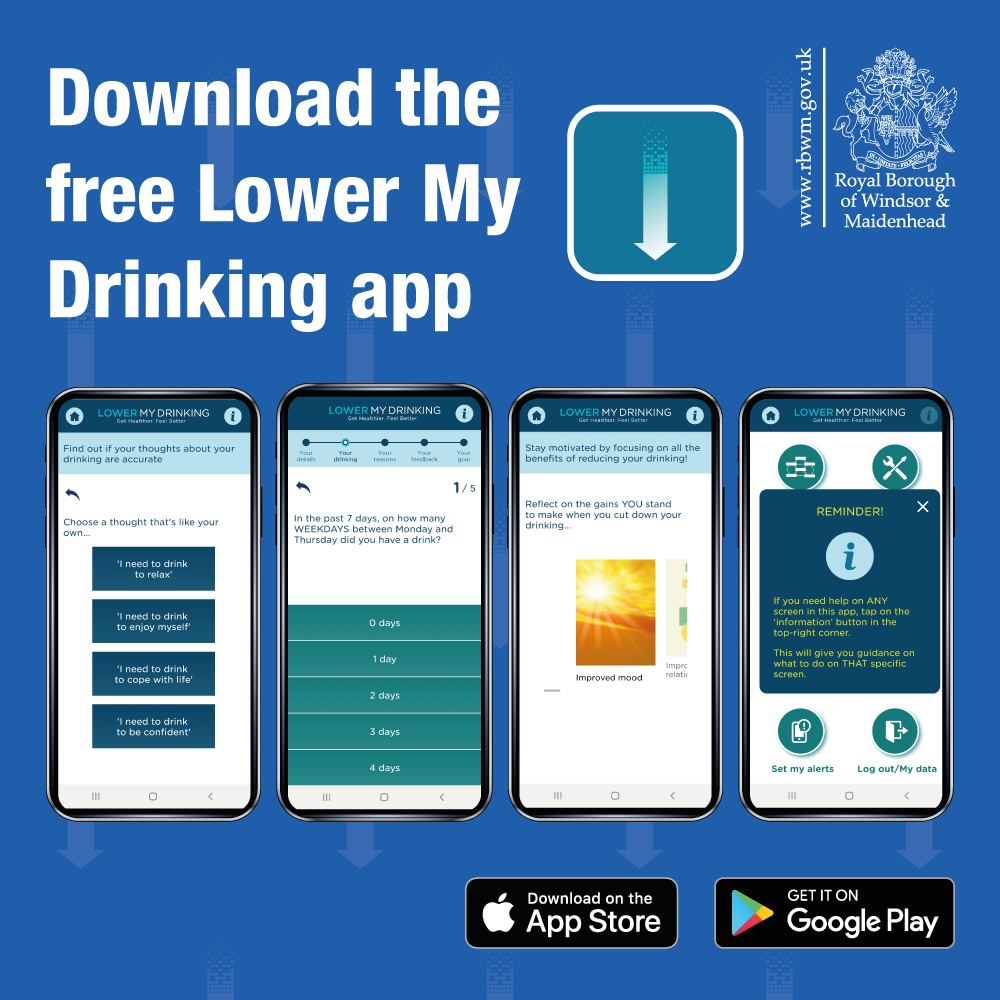 Download the
free Lower My
Drinking app
www.rbwm.gov.uk
Royal Borough
of Windsor &
Maidenhead
LOWER MY DRINKING
Get Healthier. Feel Better
Find out if your thoughts about your
drinking are accurate
Choose a thought that's like your
own...
'I need to drink
to relax'
'I need to drink
to enjoy myself'
'I need to drink
to cope with life'
'I need to drink
to be confident'
LOWER MY DRINKING
Get Healthier. Feel Better
Your
details
Your
drinking
Your
reasons
Your
feedback
Your
goal
1 / 5
In the past 7 days, on how many
WEEKDAYS between Monday and
Thursday did you have a drink?
0 days
1 day
2 days
3 days
4 days
LOWER MY DRINKING
Get Healthier. Feel Better
Stay motivated by focusing on all the
benefits of reducing your drinking!
Reflect on the gains YOU stand
to make when you cut down your
drinking...
Improved mood
Impro
relatic
LOWER MY DRINKING
Get Healthier. Feel Better
REMINDER!
If you need help on ANY
screen in this app, tap on the
'information' button in the
top-right corner.
This will give you guidance on
what to do on THAT specific
screen.
Set my alerts
Log out/My data
Download on the
App Store
GET IT ON
Google Play